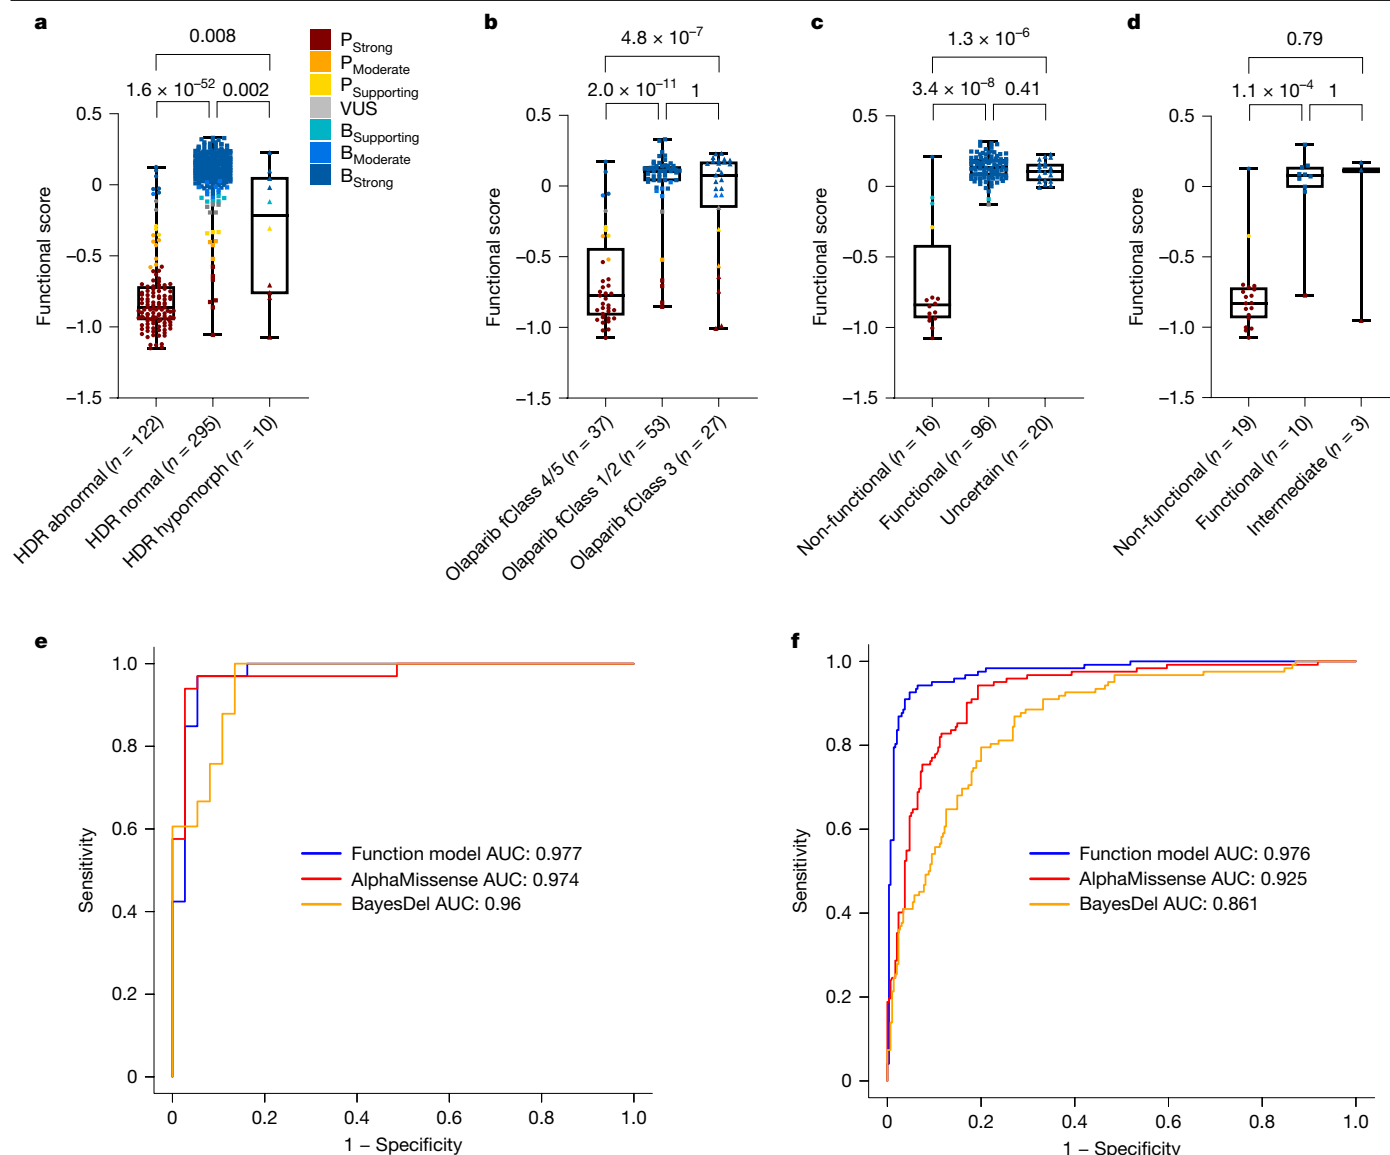 a
0.008
1.6 × 10⁻⁵² 0.002
Functional score
0.5
0
−0.5
−1.0
−1.5
HDR abnormal (n = 122)
HDR normal (n = 295)
HDR hypomorph (n = 10)
P Strong
P Moderate
P Supporting
VUS
B Supporting
B Moderate
B Strong
b
4.8 × 10⁻⁷
2.0 × 10⁻¹¹ 1
Functional score
0.5
0
−0.5
−1.0
−1.5
Olaparib fClass 4/5 (n = 37)
Olaparib fClass 1/2 (n = 53)
Olaparib fClass 3 (n = 27)
c
1.3 × 10⁻⁶
3.4 × 10⁻⁸ 0.41
Functional score
0.5
0
−0.5
−1.0
−1.5
Non-functional (n = 16)
Functional (n = 96)
Uncertain (n = 20)
d
0.79
1.1 × 10⁻⁴ 1
Functional score
0.5
0
−0.5
−1.0
−1.5
Non-functional (n = 19)
Functional (n = 10)
Intermediate (n = 3)
e
Sensitivity
1.0
0.8
0.6
0.4
0.2
0
Function model AUC: 0.977
AlphaMissense AUC: 0.974
BayesDel AUC: 0.96
0 0.2 0.4 0.6 0.8 1.0
1 − Specificity
f
Sensitivity
1.0
0.8
0.6
0.4
0.2
0
Function model AUC: 0.976
AlphaMissense AUC: 0.925
BayesDel AUC: 0.861
0 0.2 0.4 0.6 0.8 1.0
1 − Specificity